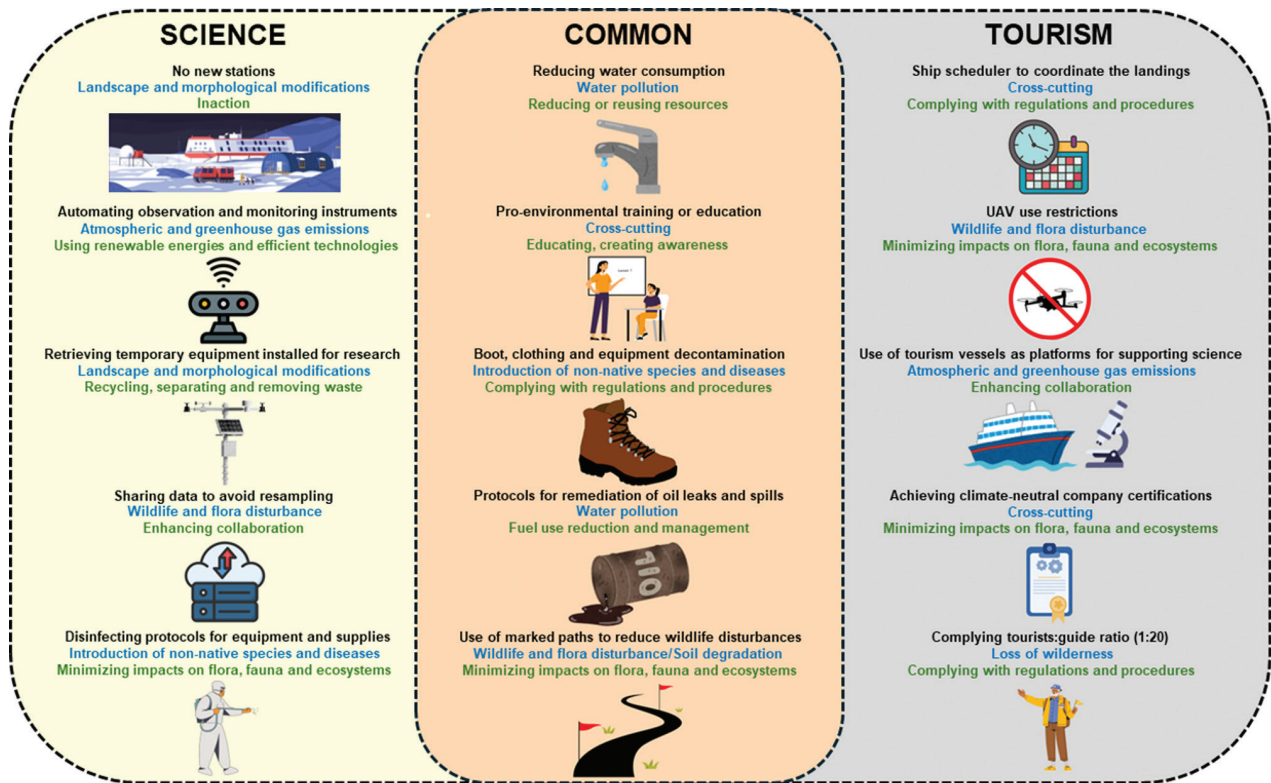 SCIENCE
No new stations
Landscape and morphological modifications
Inaction
Automating observation and monitoring instruments
Atmospheric and greenhouse gas emissions
Using renewable energies and efficient technologies
Retrieving temporary equipment installed for research
Landscape and morphological modifications
Recycling, separating and removing waste
Sharing data to avoid resampling
Wildlife and flora disturbance
Enhancing collaboration
Disinfecting protocols for equipment and supplies
Introduction of non-native species and diseases
Minimizing impacts on flora, fauna and ecosystems
COMMON
Reducing water consumption
Water pollution
Reducing or reusing resources
Pro-environmental training or education
Cross-cutting
Educating, creating awareness
Boot, clothing and equipment decontamination
Introduction of non-native species and diseases
Complying with regulations and procedures
Protocols for remediation of oil leaks and spills
Water pollution
Fuel use reduction and management
OIL
Use of marked paths to reduce wildlife disturbances
Wildlife and flora disturbance/Soil degradation
Minimizing impacts on flora, fauna and ecosystems
TOURISM
Ship scheduler to coordinate the landings
Cross-cutting
Complying with regulations and procedures
UAV use restrictions
Wildlife and flora disturbance
Minimizing impacts on flora, fauna and ecosystems
Use of tourism vessels as platforms for supporting science
Atmospheric and greenhouse gas emissions
Enhancing collaboration
Achieving climate-neutral company certifications
Cross-cutting
Minimizing impacts on flora, fauna and ecosystems
Complying tourists:guide ratio (1:20)
Loss of wilderness
Complying with regulations and procedures